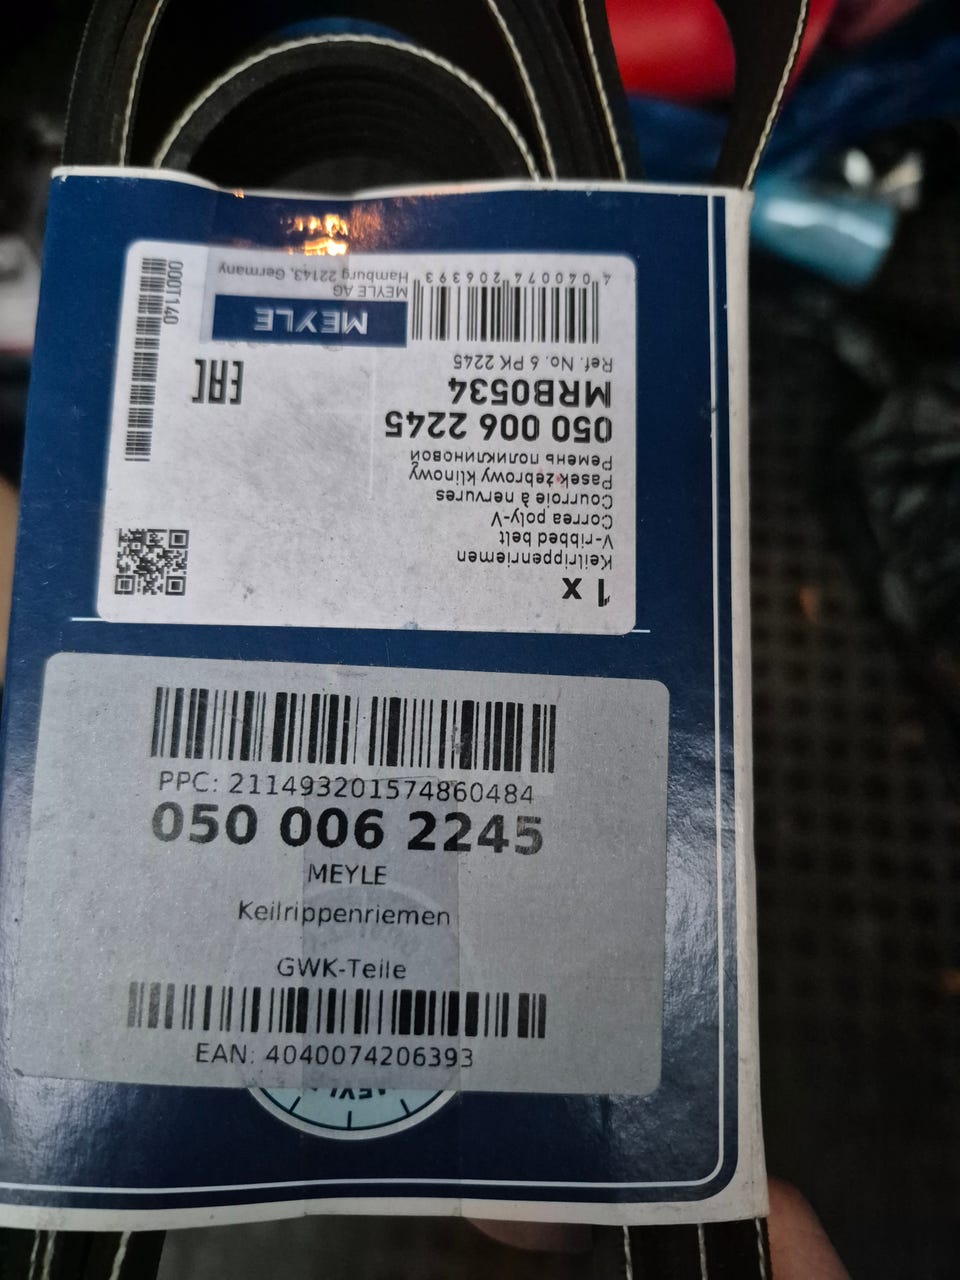 1 x
Keilrippenriemen
V-ribbed belt
Correa poly-V
Courroie à nervures
Pasek żebrowy klinowy
Ремень поликлиновой
050 006 2245
MRB0534
Ref. No. 6 PK 2245
EAC
4 040074 206393
MEYLE
MEYLE AG
Hamburg 22143, Germany
0001140
PPC: 211493201574860484
050 006 2245
MEYLE
Keilrippenriemen
GWK-Teile
EAN: 4040074206393